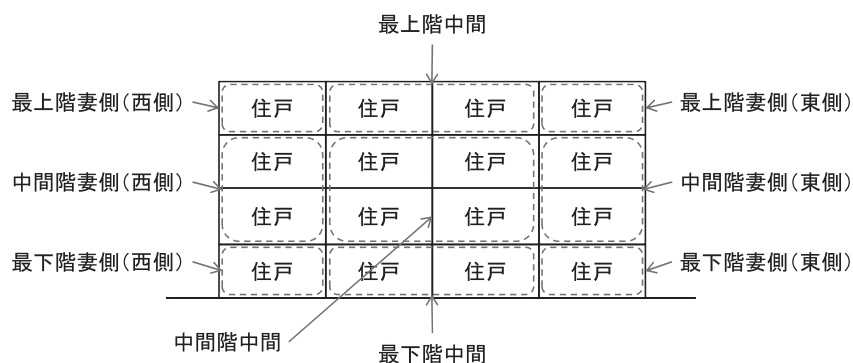 最上階中間
最上階妻側（西側） 住戸 住戸 住戸 住戸 最上階妻側（東側）
住戸 住戸 住戸 住戸
中間階妻側（西側） 中間階妻側（東側）
住戸 住戸 住戸 住戸
最下階妻側（西側） 住戸 住戸 住戸 住戸 最下階妻側（東側）
中間階中間
最下階中間